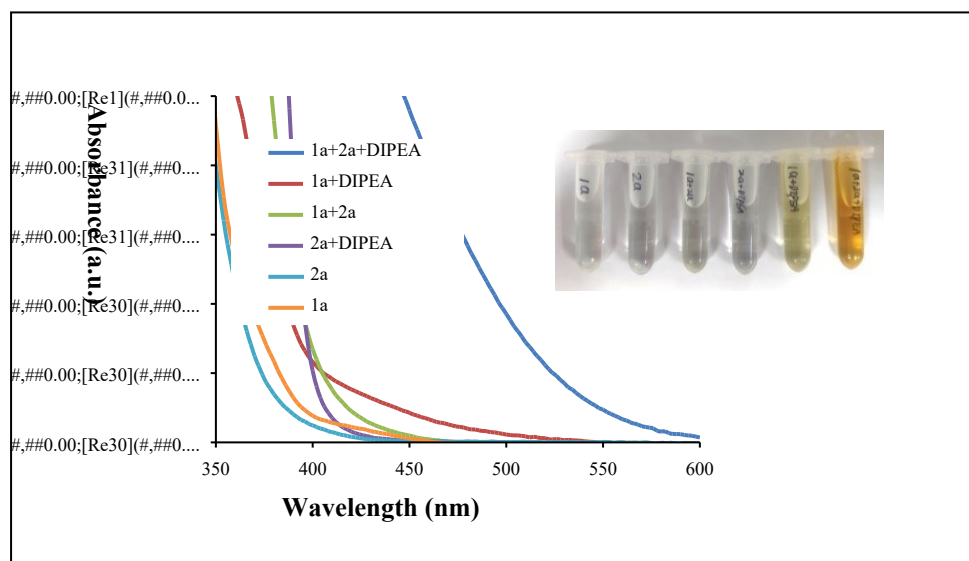 #,##0.00;[Re1](#,##0.0...
#,##0.00;[Re31](#,##0....
#,##0.00;[Re31](#,##0....
#,##0.00;[Re30](#,##0....
#,##0.00;[Re30](#,##0....
#,##0.00;[Re30](#,##0....
Absorbance (a.u.)
1a+2a+DIPEA
1a+DIPEA
1a+2a
2a+DIPEA
2a
1a
1a
2a
350
400
450
500
550
600
Wavelength (nm)